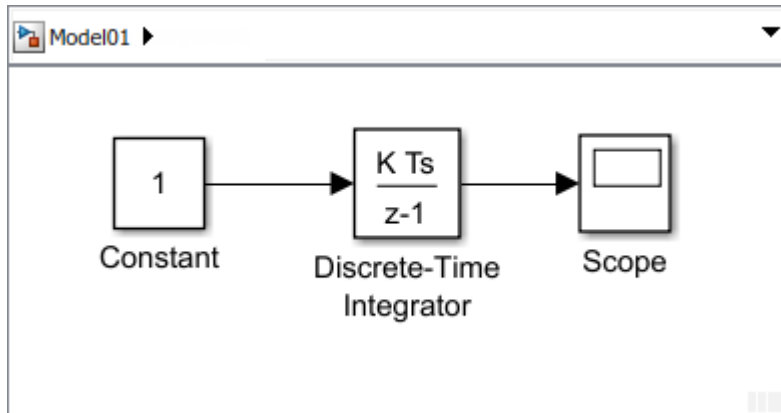 Model01
1
K Ts
z-1
Constant
Discrete-Time
Integrator
Scope